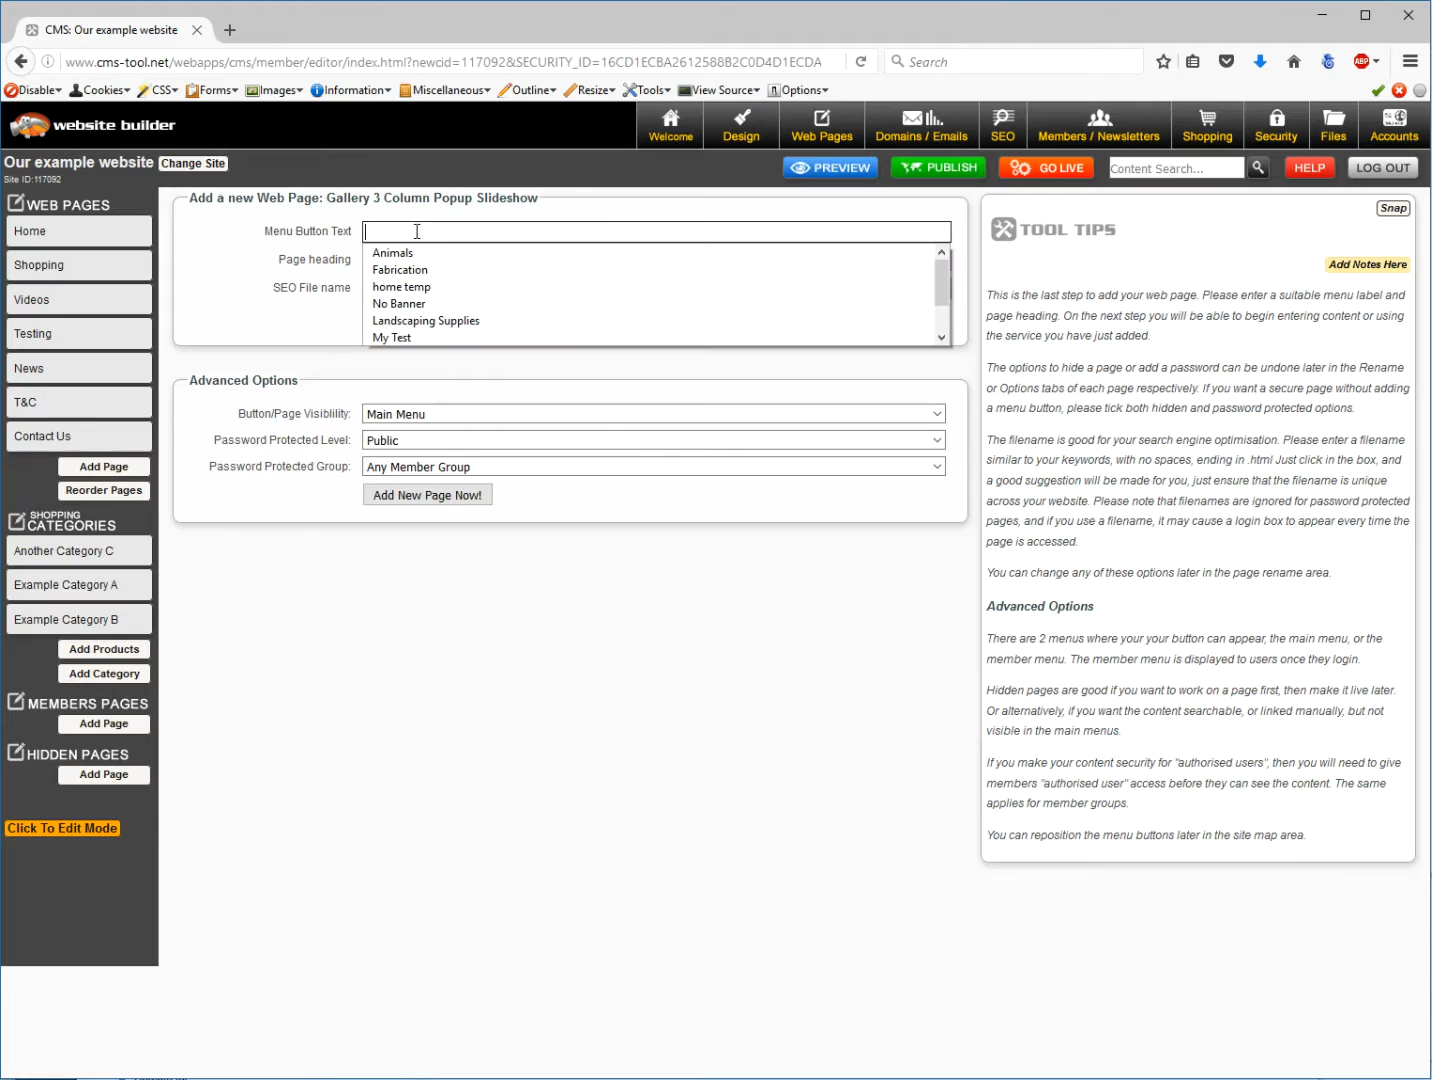 CMS: Our example website
www.cms-tool.net/webapps/cms/member/editor/index.html?newcid=117092&SECURITY_ID=16CD1ECBA2612588B2C0D4D1ECDA
Search
ABP
Disable Cookies CSS Forms Images Information Miscellaneous Outline Resize Tools View Source Options
website builder
Welcome Design Web Pages Domains / Emails SEO Members / Newsletters Shopping Security Files Accounts
Our example website Change Site
Site ID:117092
PREVIEW PUBLISH GO LIVE Content Search... HELP LOG OUT
WEB PAGES
Home
Shopping
Videos
Testing
News
T&C
Contact Us
Add Page
Reorder Pages
SHOPPING
CATEGORIES
Another Category C
Example Category A
Example Category B
Add Products
Add Category
MEMBERS PAGES
Add Page
HIDDEN PAGES
Add Page
Click To Edit Mode
Add a new Web Page: Gallery 3 Column Popup Slideshow
Menu Button Text
Page heading
SEO File name
Animals
Fabrication
home temp
No Banner
Landscaping Supplies
My Test
Advanced Options
Button/Page Visiblility: Main Menu
Password Protected Level: Public
Password Protected Group: Any Member Group
Add New Page Now!
Snap
TOOL TIPS
Add Notes Here
This is the last step to add your web page. Please enter a suitable menu label and
page heading. On the next step you will be able to begin entering content or using
the service you have just added.
The options to hide a page or add a password can be undone later in the Rename
or Options tabs of each page respectively. If you want a secure page without adding
a menu button, please tick both hidden and password protected options.
The filename is good for your search engine optimisation. Please enter a filename
similar to your keywords, with no spaces, ending in .html Just click in the box, and
a good suggestion will be made for you, just ensure that the filename is unique
across your website. Please note that filenames are ignored for password protected
pages, and if you use a filename, it may cause a login box to appear every time the
page is accessed.
You can change any of these options later in the page rename area.
Advanced Options
There are 2 menus where your your button can appear, the main menu, or the
member menu. The member menu is displayed to users once they login.
Hidden pages are good if you want to work on a page first, then make it live later.
Or alternatively, if you want the content searchable, or linked manually, but not
visible in the main menus.
If you make your content security for "authorised users", then you will need to give
members "authorised user" access before they can see the content. The same
applies for member groups.
You can reposition the menu buttons later in the site map area.